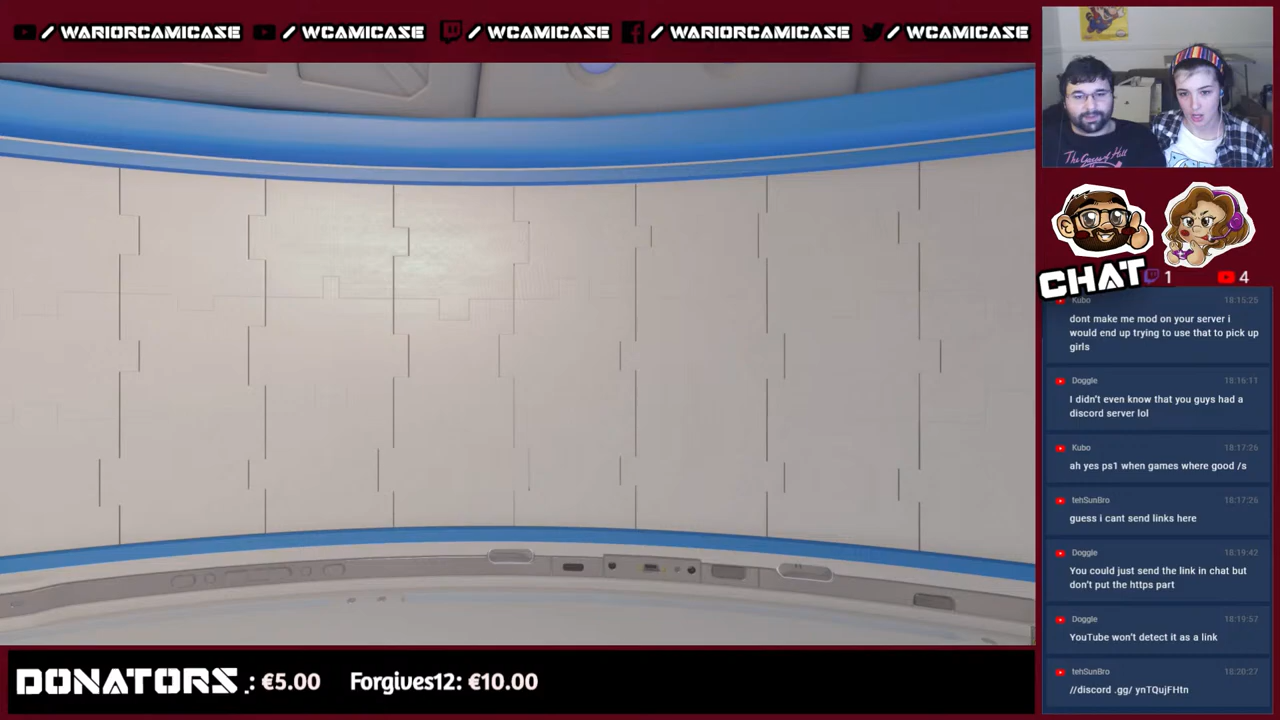 / WARIORCAMICASE / WCAMICASE / WCAMICASE / WARIORCAMICASE / WCAMICASE
CHAT 1 4
Kubo 18:15:25
dont make me mod on your server i
would end up trying to use that to pick up
girls
Doggle 18:16:11
I didn't even know that you guys had a
discord server lol
Kubo 18:17:26
ah yes ps1 when games where good /s
tehSunBro 18:17:26
guess i cant send links here
Doggle 18:19:42
You could just send the link in chat but
don't put the https part
Doggle 18:19:57
YouTube won't detect it as a link
tehSunBro 18:20:27
//discord .gg/ ynTQujFHtn
DONATORS .: €5.00 Forgives12: €10.00